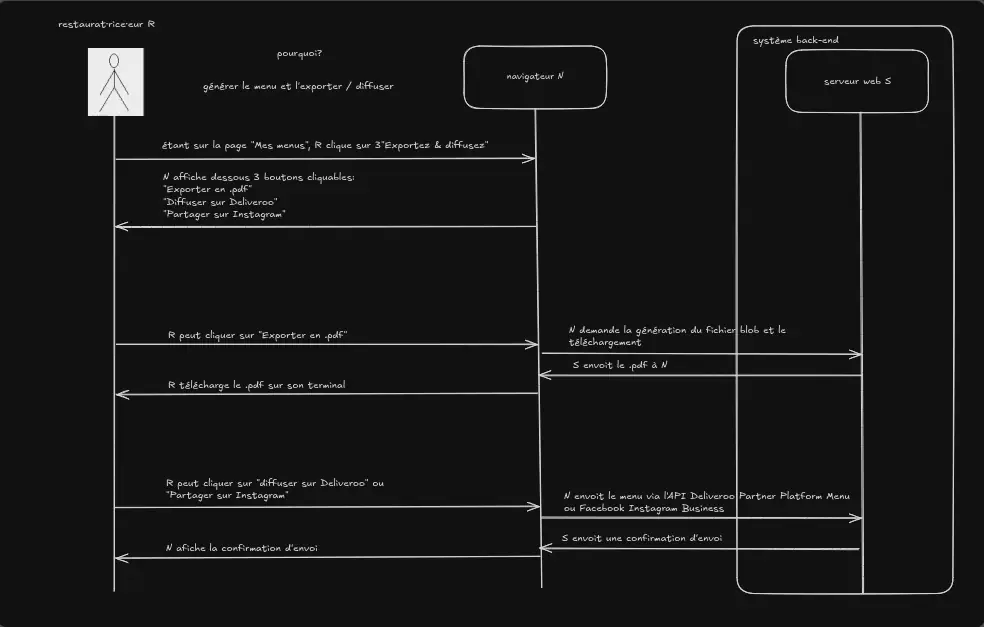 restaurat·rice·eur R
pourquoi?
générer le menu et l'exporter / diffuser
navigateur N
système back-end
serveur web S
étant sur la page "Mes menus", R clique sur 3"Exportez & diffusez"
N affiche dessous 3 boutons cliquables:
"Exporter en .pdf"
"Diffuser sur Deliveroo"
"Partager sur Instagram"
R peut cliquer sur "Exporter en .pdf"
N demande la génération du fichier blob et le
téléchargement
S envoit le .pdf à N
R télécharge le .pdf sur son terminal
R peut cliquer sur "diffuser sur Deliveroo" ou
"Partager sur Instagram"
N envoit le menu via l'API Deliveroo Partner Platform Menu
ou Facebook Instagram Business
S envoit une confirmation d'envoi
N afiche la confirmation d'envoi